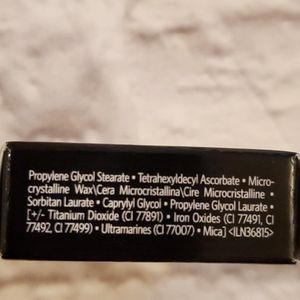 Propylene Glycol Stearate • Tetrahexyldecyl Ascorbate • Micro-
crystalline Wax\Cera Microcristallina\Cire Microcristalline •
Sorbitan Laurate • Caprylyl Glycol • Propylene Glycol Laurate •
[+/- Titanium Dioxide (CI 77891) • Iron Oxides (CI 77491, CI
77492, CI 77499) • Ultramarines (CI 77007) • Mica] <ILN36815>